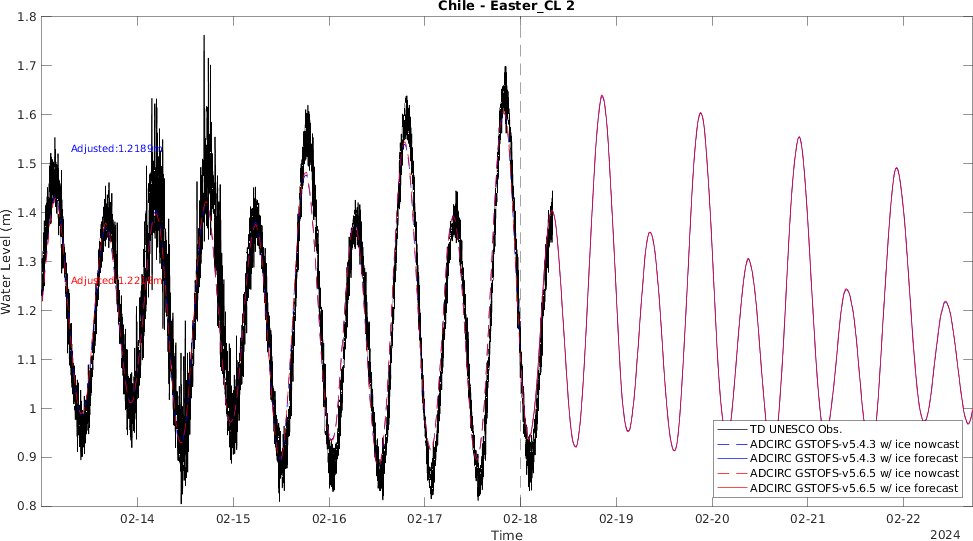 Chile - Easter_CL 2
1.8
1.7
1.6
1.5
1.4
1.3
1.2
1.1
1
0.9
0.8
Water Level (m)
Adjusted:1.2189
TD UNESCO Obs.
ADCIRC GSTOFS-v5.4.3 w/ ice nowcast
ADCIRC GSTOFS-v5.4.3 w/ ice forecast
ADCIRC GSTOFS-v5.6.5 w/ ice nowcast
ADCIRC GSTOFS-v5.6.5 w/ ice forecast
02-14 02-15 02-16 02-17 02-18 02-19 02-20 02-21 02-22
Time
2024